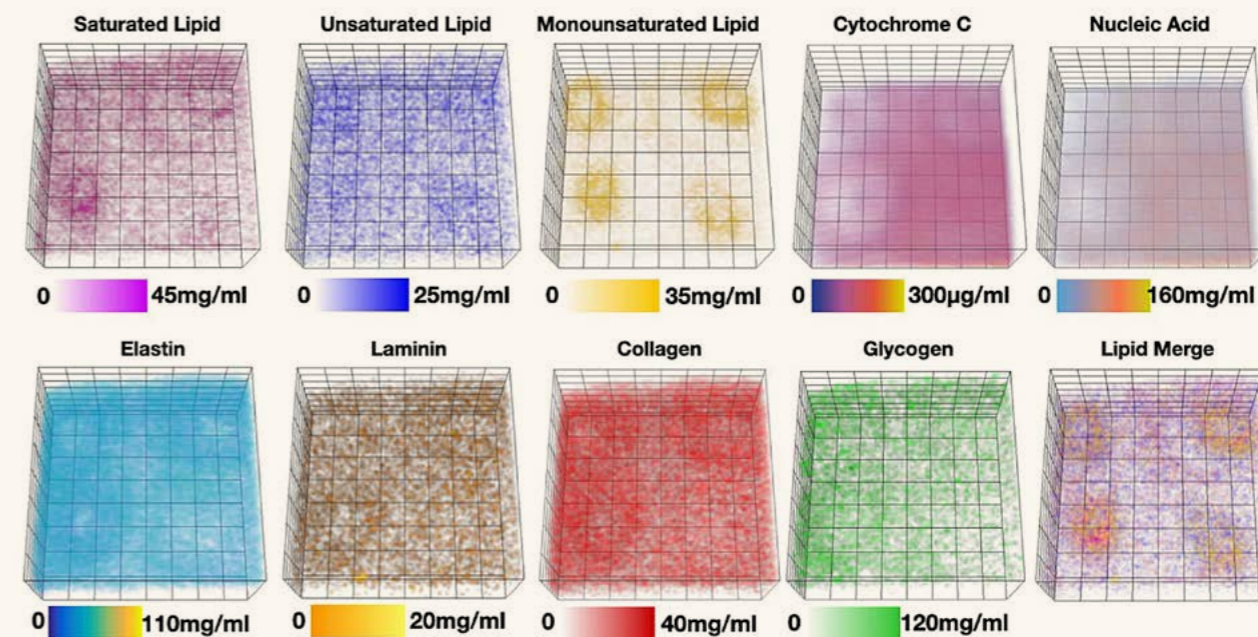 Saturated Lipid
Unsaturated Lipid
Monounsaturated Lipid
Cytochrome C
Nucleic Acid
0 45mg/ml
0 25mg/ml
0 35mg/ml
0 300µg/ml
0 160mg/ml
Elastin
Laminin
Collagen
Glycogen
Lipid Merge
0 110mg/ml
0 20mg/ml
0 40mg/ml
0 120mg/ml